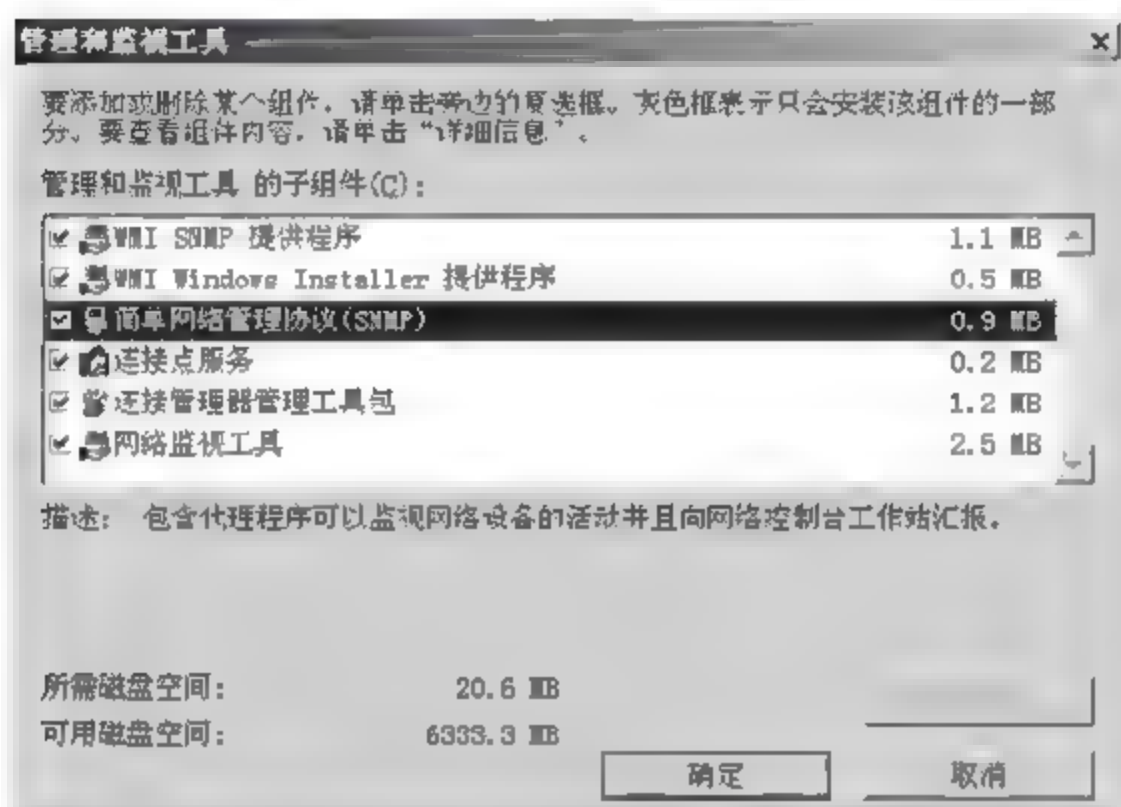 管理和监视工具
要添加或删除某个组件，请单击旁边的复选框。灰色框表示只会安装该组件的一部
分。要查看组件内容，请单击“详细信息”。
管理和监视工具 的子组件(C)：
WMI SNMP 提供程序 1.1 MB
WMI Windows Installer 提供程序 0.5 MB
简单网络管理协议(SNMP) 0.9 MB
连接点服务 0.2 MB
连接管理器管理工具包 1.2 MB
网络监视工具 2.5 MB
描述： 包含代理程序可以监视网络设备的活动并且向网络控制台工作站汇报。
所需磁盘空间： 20.6 MB
可用磁盘空间： 6333.3 MB
确定 取消